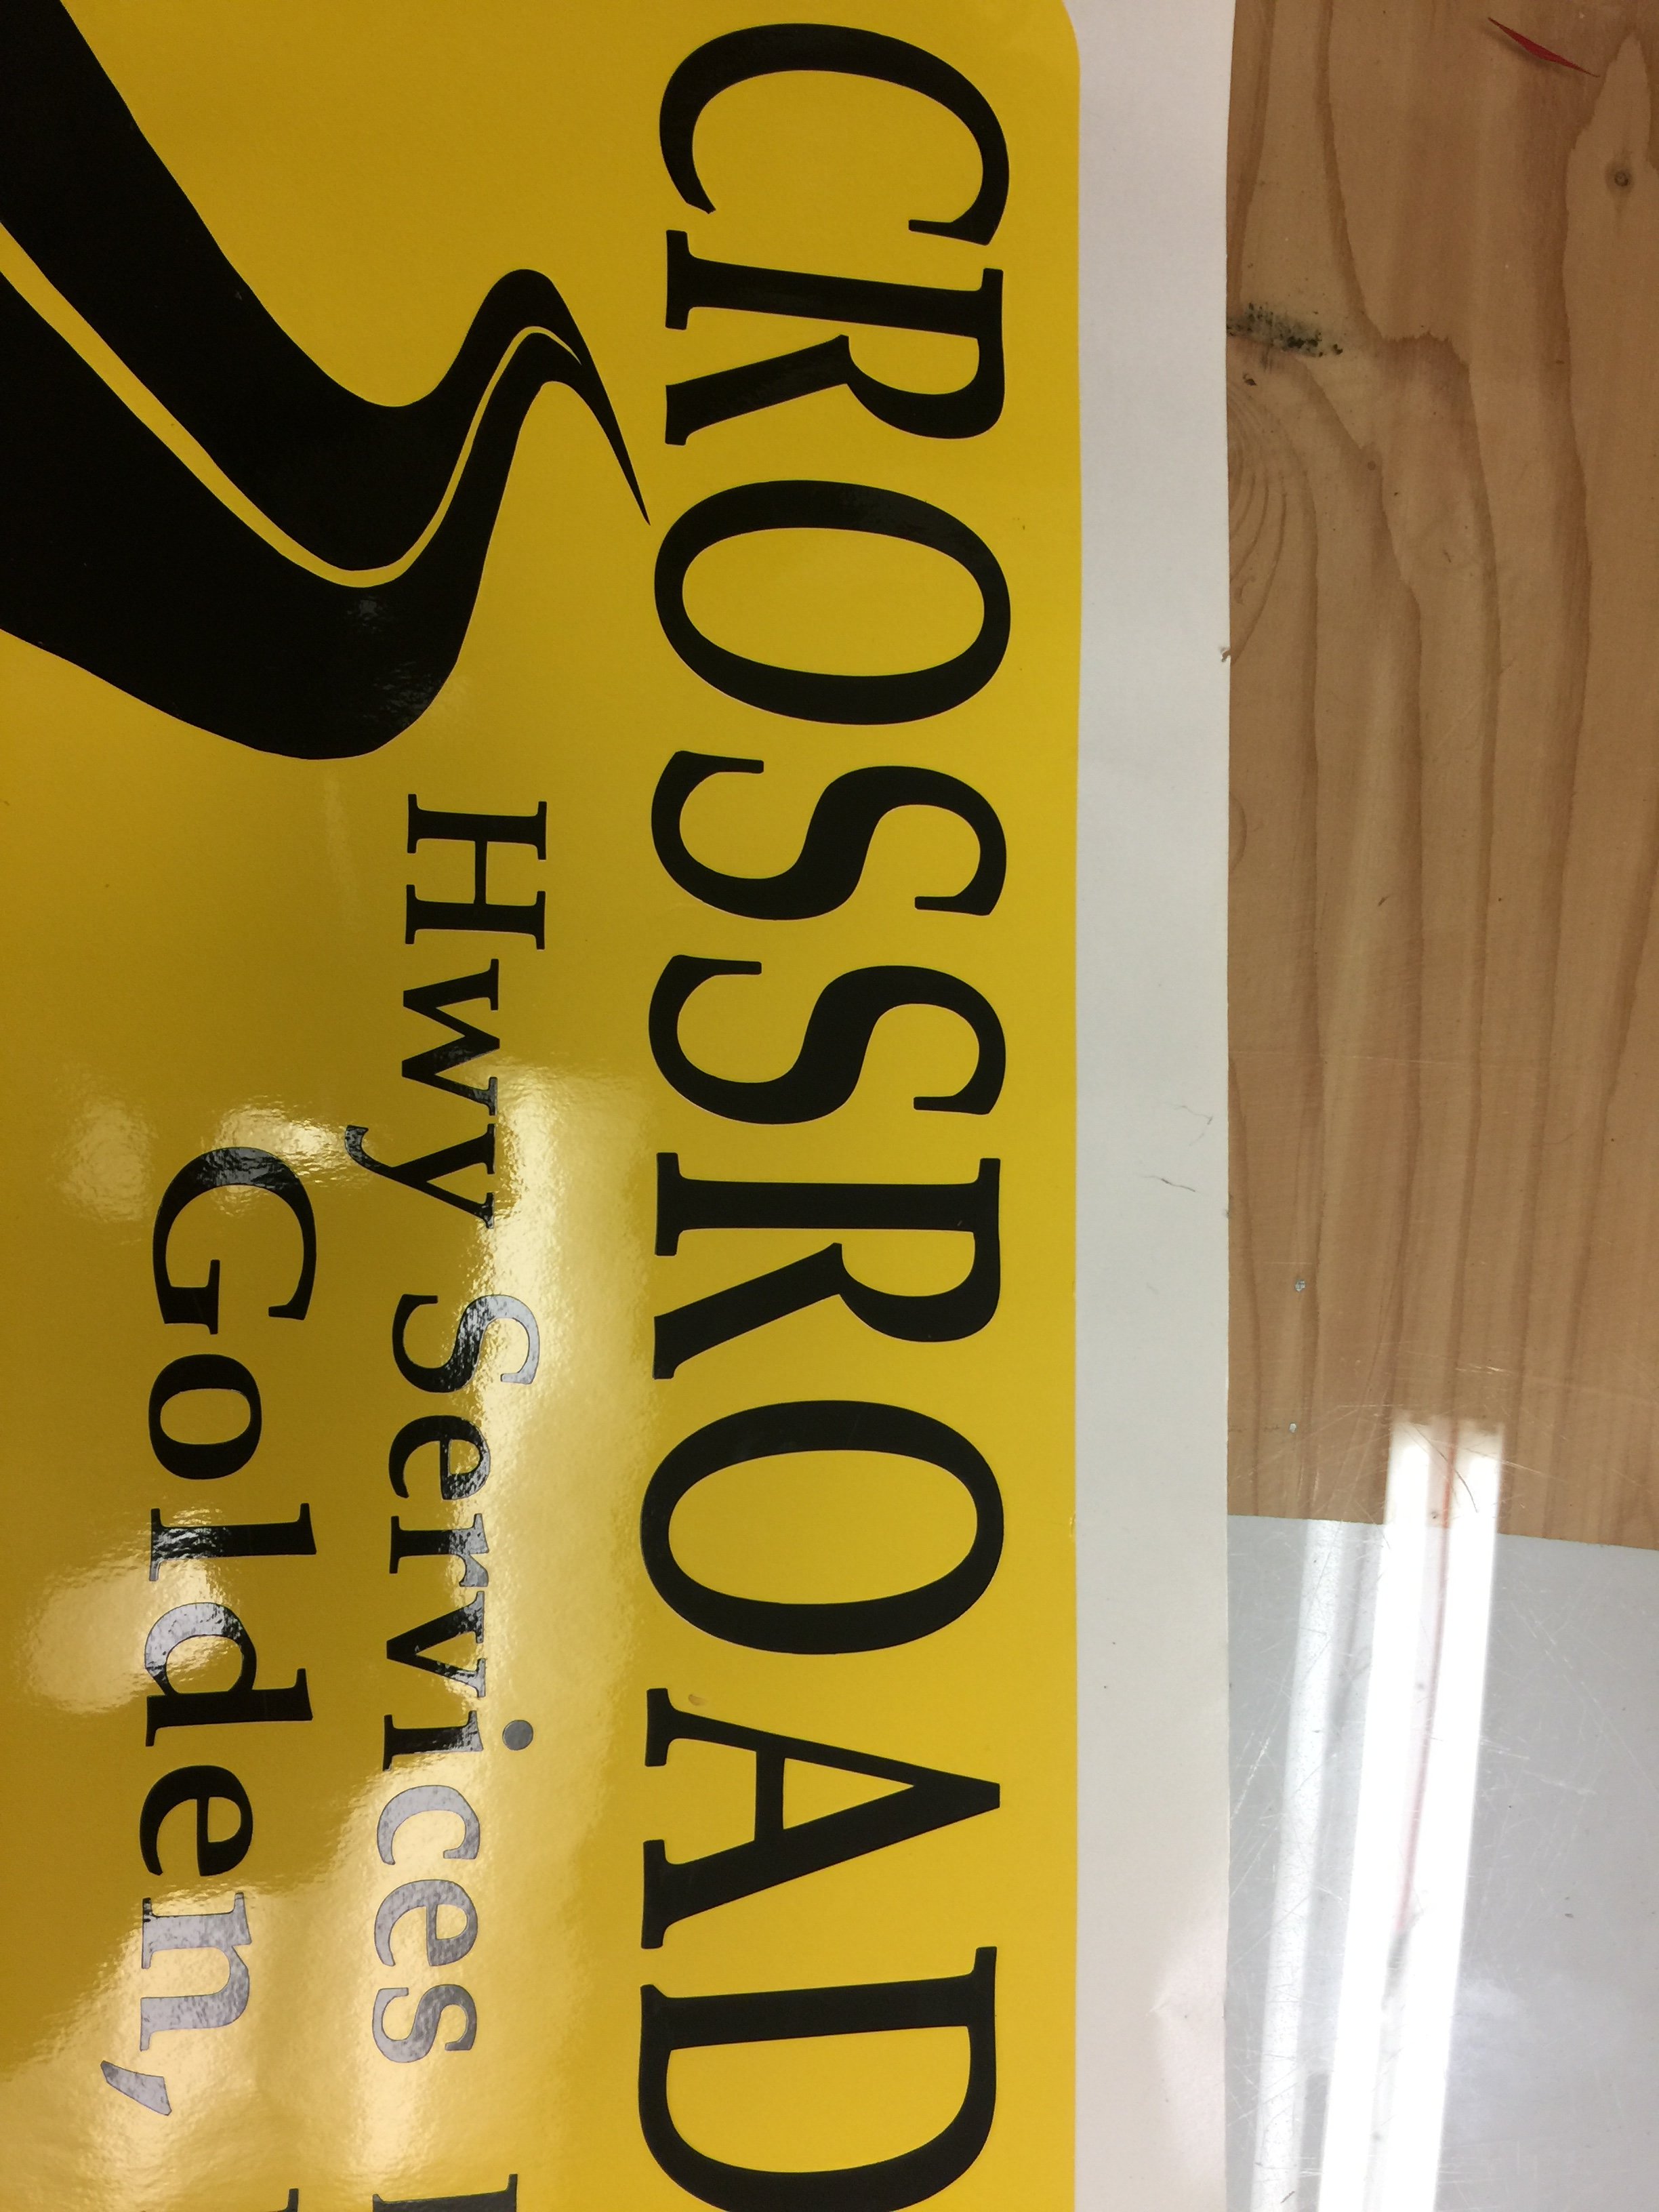 CROSSROAD
Hwy Services
Golden,